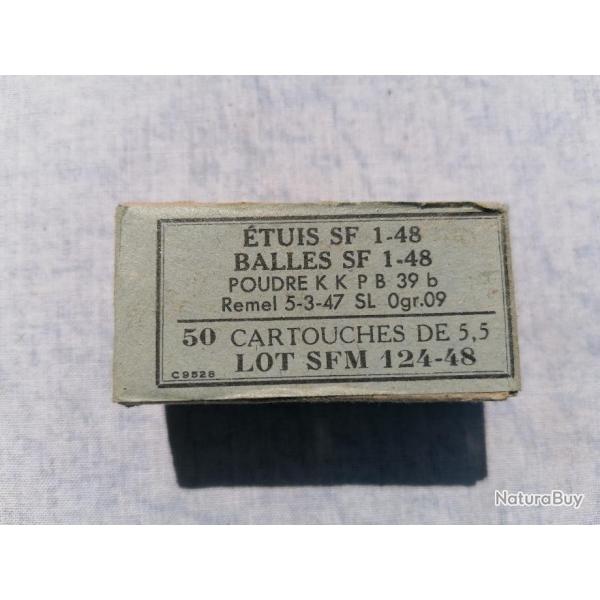 ÉTUIS SF 1-48
BALLES SF 1-48
POUDRE K K P B 39 b
Remel 5-3-47 SL 0gr.09
50 CARTOUCHES DE 5,5
LOT SFM 124-48
C9528
NaturaBuy